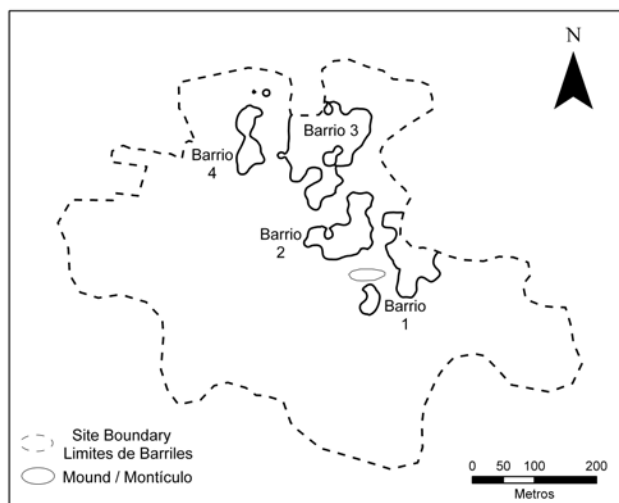 N
Barrio 3
Barrio
4
Barrio
2
Barrio
1
Site Boundary
Limites de Barriles
Mound / Montículo
0 50 100 200
Metros